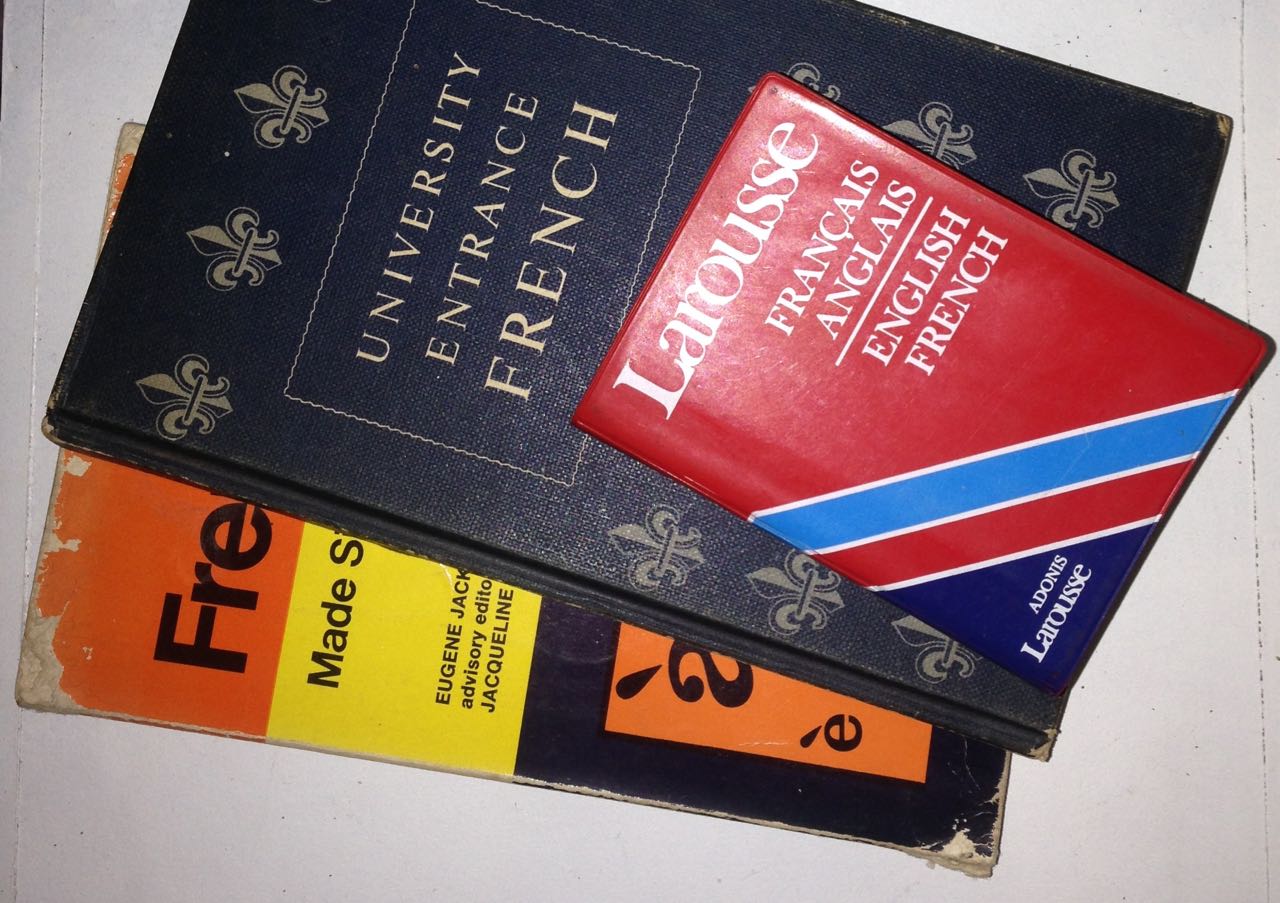 UNIVERSITY
ENTRANCE
FRENCH
Larousse
FRANÇAIS
ANGLAIS
ENGLISH
FRENCH
ADONIS
Larousse
Fre
Made S
EUGENE JACK
advisory edito
JACQUELINE
à
è